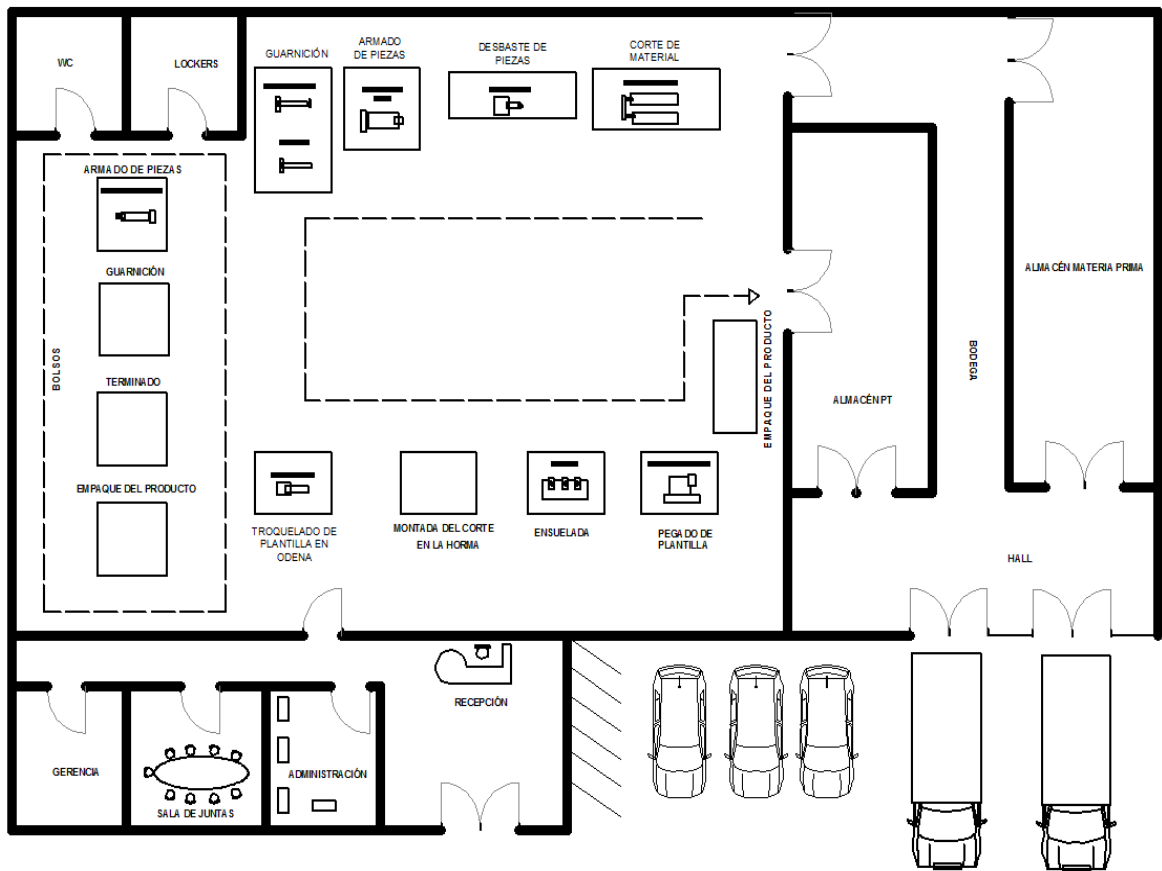 WC
LOCKERS
GUARNICIÓN
ARMADO
DE PIEZAS
DESBASTE DE
PIEZAS
CORTE DE
MATERIAL
ARMADO DE PIEZAS
GUARNICIÓN
TERMINADO
EMPAQUE DEL PRODUCTO
BOLSOS
EMPAQUE DEL PRODUCTO
ALMACÉN PT
BODEGA
ALMACÉN MATERIA PRIMA
TROQUELADO DE
PLANTILLA EN
ODENA
MONTADA DEL CORTE
EN LA HORMA
ENSUELADA
PEGADO DE
PLANTILLA
HALL
RECEPCIÓN
GERENCIA
SALA DE JUNTAS
ADMINISTRACIÓN